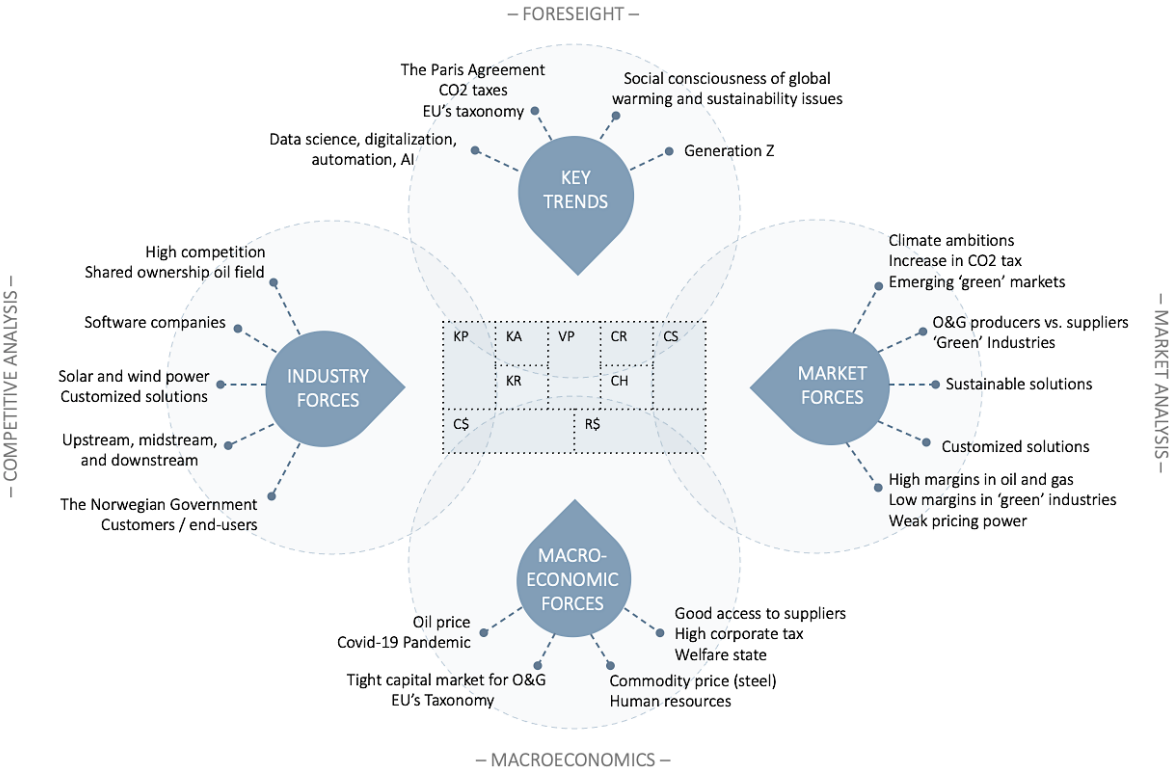 – FORESEIGHT –
The Paris Agreement
CO2 taxes
EU's taxonomy
Social consciousness of global
warming and sustainability issues
Data science, digitalization,
automation, AI
Generation Z
KEY
TRENDS
– COMPETITIVE ANALYSIS –
High competition
Shared ownership oil field
Software companies
Solar and wind power
Customized solutions
Upstream, midstream,
and downstream
The Norwegian Government
Customers / end-users
INDUSTRY
FORCES
KP
KA
VP
CR
CS
KR
CH
C$
R$
MARKET
FORCES
Climate ambitions
Increase in CO2 tax
Emerging ‘green’ markets
O&G producers vs. suppliers
‘Green’ Industries
Sustainable solutions
Customized solutions
High margins in oil and gas
Low margins in ‘green’ industries
Weak pricing power
– MARKET ANALYSIS –
MACRO-
ECONOMIC
FORCES
Oil price
Covid-19 Pandemic
Tight capital market for O&G
EU's Taxonomy
Good access to suppliers
High corporate tax
Welfare state
Commodity price (steel)
Human resources
– MACROECONOMICS –